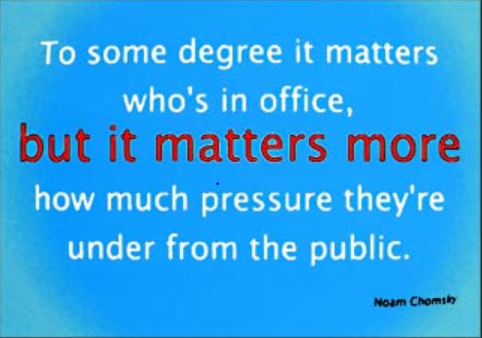 To some degree it matters
who's in office,
but it matters more
how much pressure they're
under from the public.
Noam Chomsky